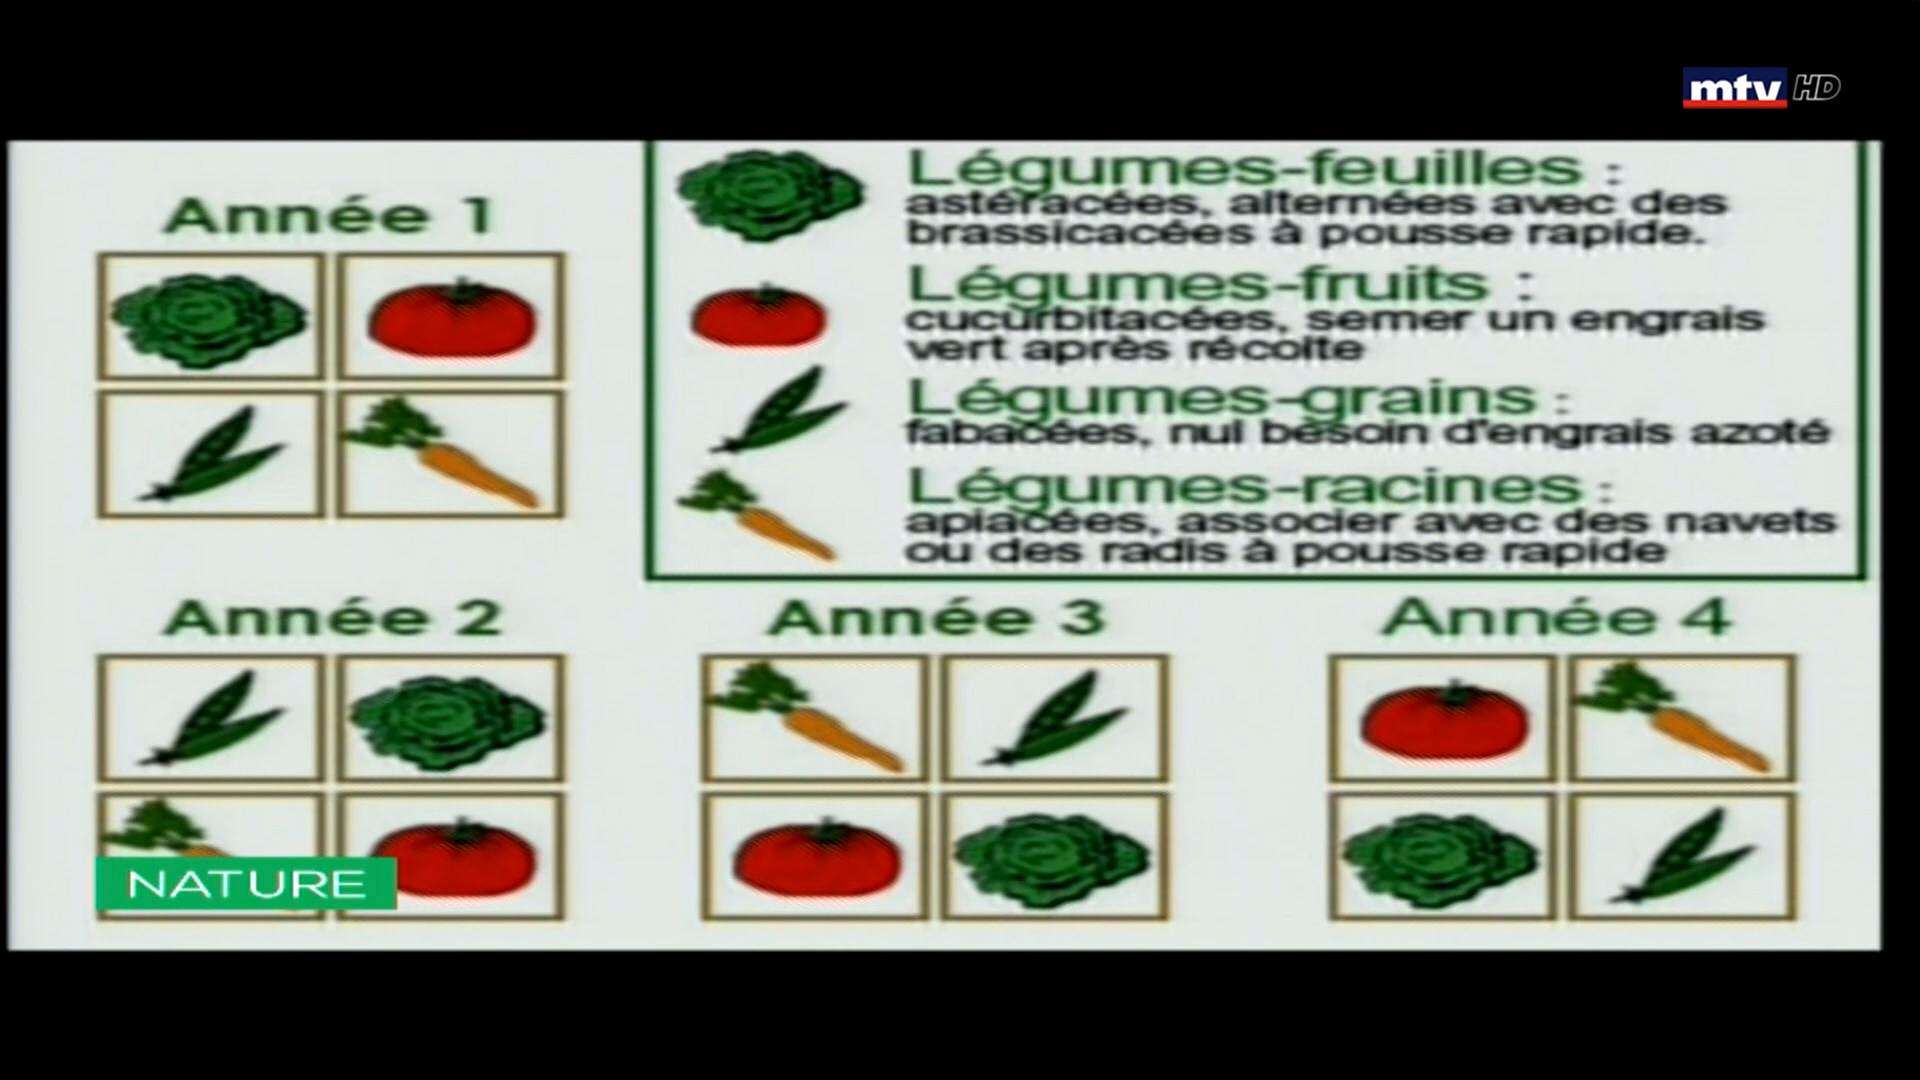 mtv HD
Année 1
Légumes-feuilles :
astéracées, alternées avec des
brassicacées à pousse rapide.
Légumes-fruits :
cucurbitacées, semer un engrais
vert après récolte
Légumes-grains :
fabacées, nul besoin d'engrais azoté
Légumes-racines :
apiacées, associer avec des navets
ou des radis à pousse rapide
Année 2
Année 3
Année 4
NATURE